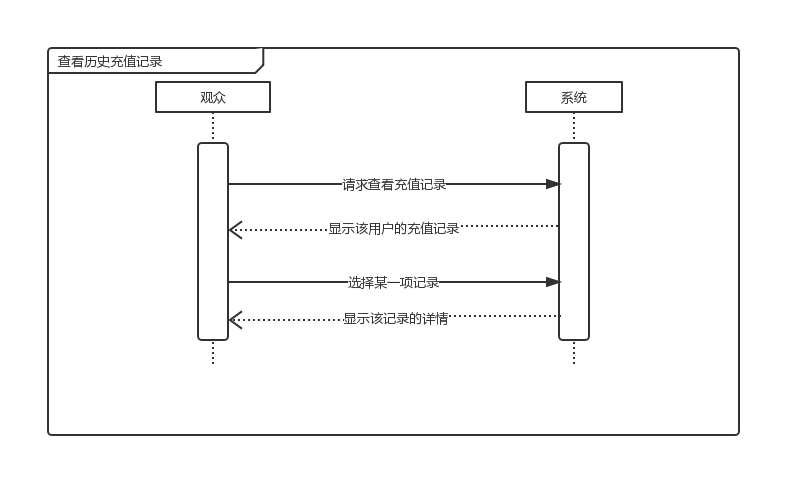 查看历史充值记录
观众
系统
请求查看充值记录
显示该用户的充值记录
选择某一项记录
显示该记录的详情